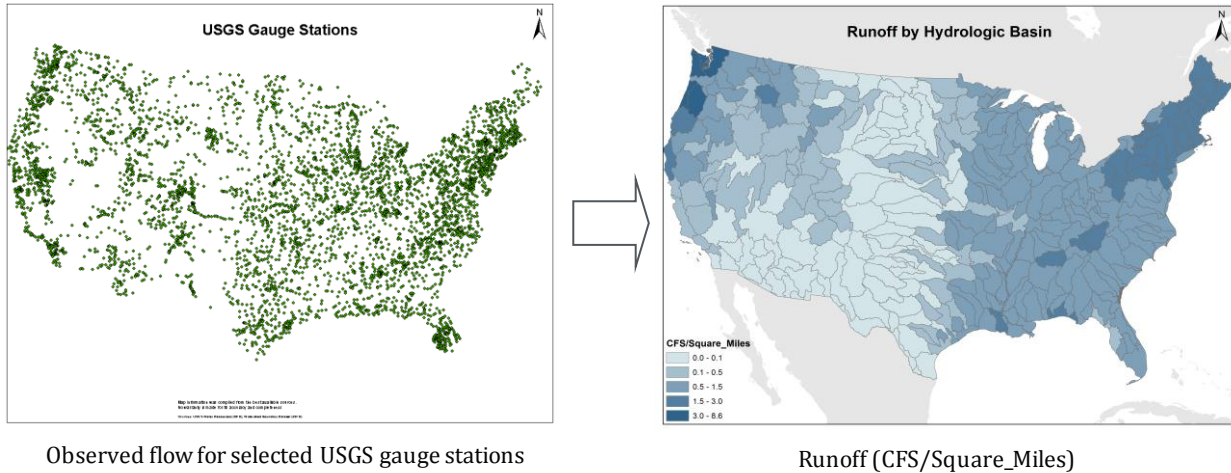 USGS Gauge Stations
N
Runoff by Hydrologic Basin
N
CFS/Square_Miles
0.0 - 0.1
0.1 - 0.5
0.5 - 1.5
1.5 - 3.0
3.0 - 8.6
Observed flow for selected USGS gauge stations
Runoff (CFS/Square_Miles)